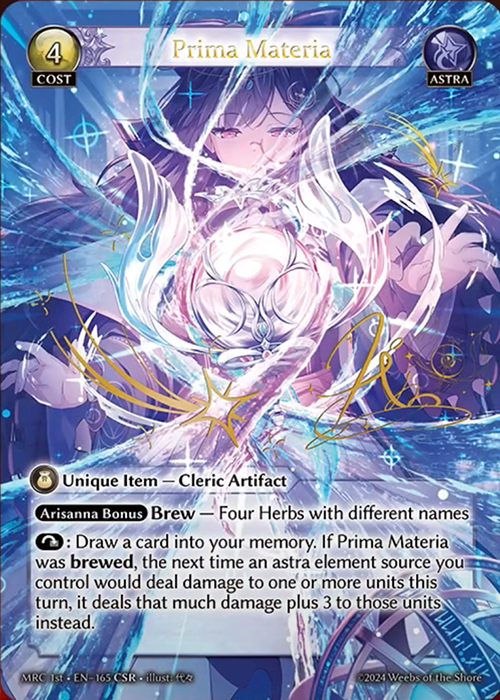 Prima Materia
4
COST
ASTRA
Unique Item — Cleric Artifact
Arisanna Bonus Brew — Four Herbs with different names
: Draw a card into your memory. If Prima Materia
was brewed, the next time an astra element source you
control would deal damage to one or more units this
turn, it deals that much damage plus 3 to those units
instead.
MRC 1st • EN-165 CSR • illust: 代々
©2024 Weebs of the Shore